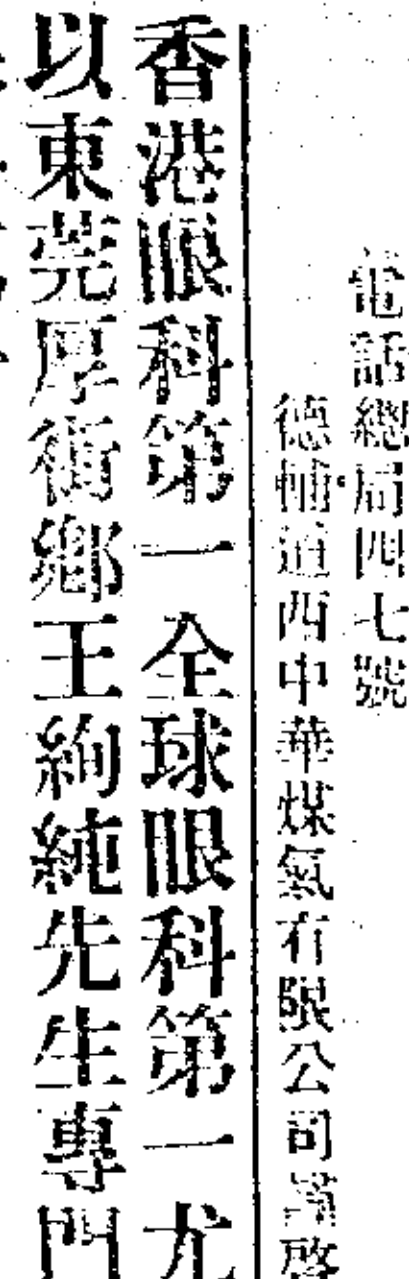 電話總局四七號
德輔道西中華煤氣有限公司謹啓
香港眼科第一全球眼科第一尤
以東莞厚街鄉王絢純先生專門